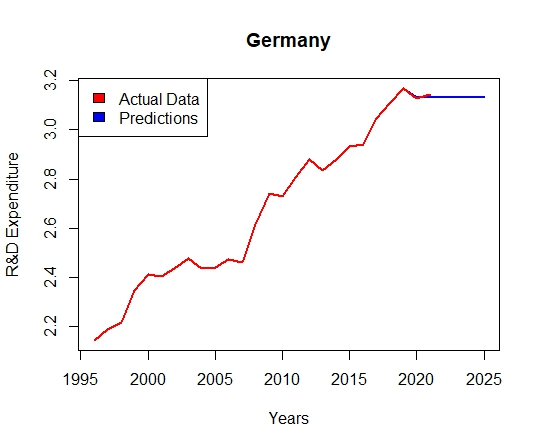 Germany
Actual Data
Predictions
R&D Expenditure
3.2
3.0
2.8
2.6
2.4
2.2
1995 2000 2005 2010 2015 2020 2025
Years